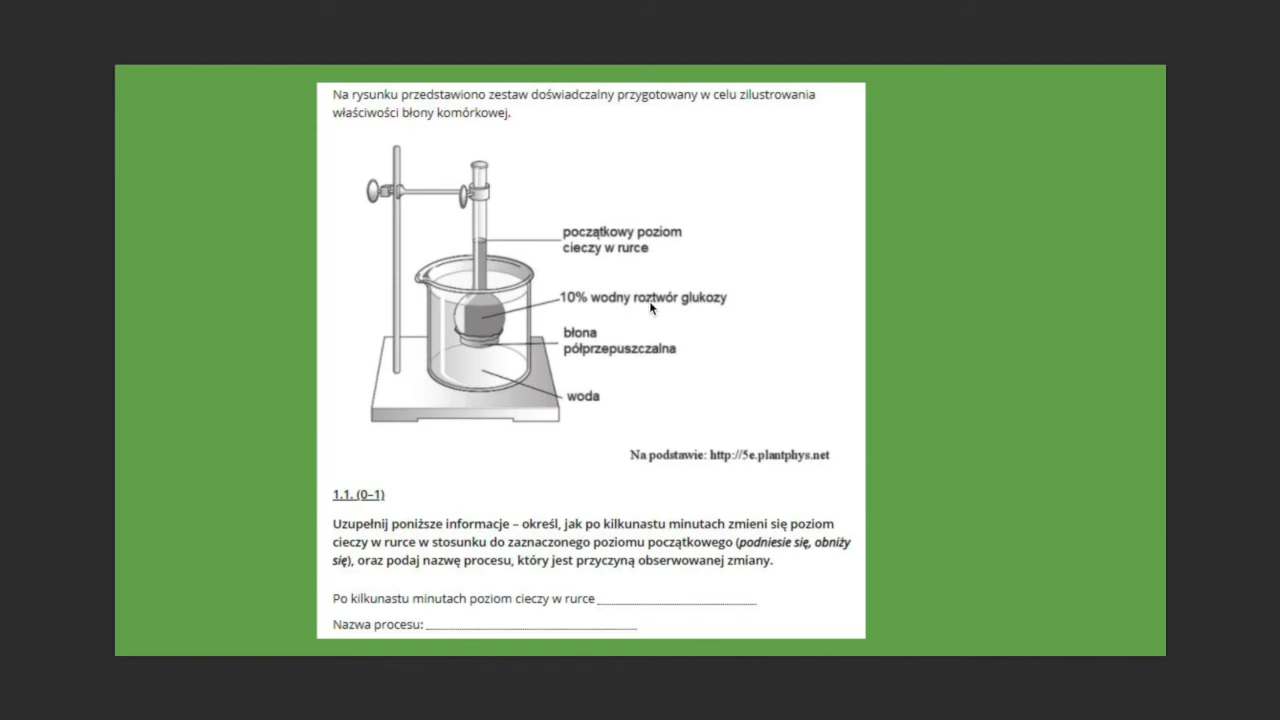 Na rysunku przedstawiono zestaw doświadczalny przygotowany w celu zilustrowania
właściwości błony komórkowej.
początkowy poziom
cieczy w rurce
10% wodny roztwór glukozy
błona
półprzepuszczalna
woda
Na podstawie: http://5e.plantphys.net
1.1. (0–1)
Uzupełnij poniższe informacje – określ, jak po kilkunastu minutach zmieni się poziom
cieczy w rurce w stosunku do zaznaczonego poziomu początkowego (podniesie się, obniży
się), oraz podaj nazwę procesu, który jest przyczyną obserwowanej zmiany.
Po kilkunastu minutach poziom cieczy w rurce
Nazwa procesu: